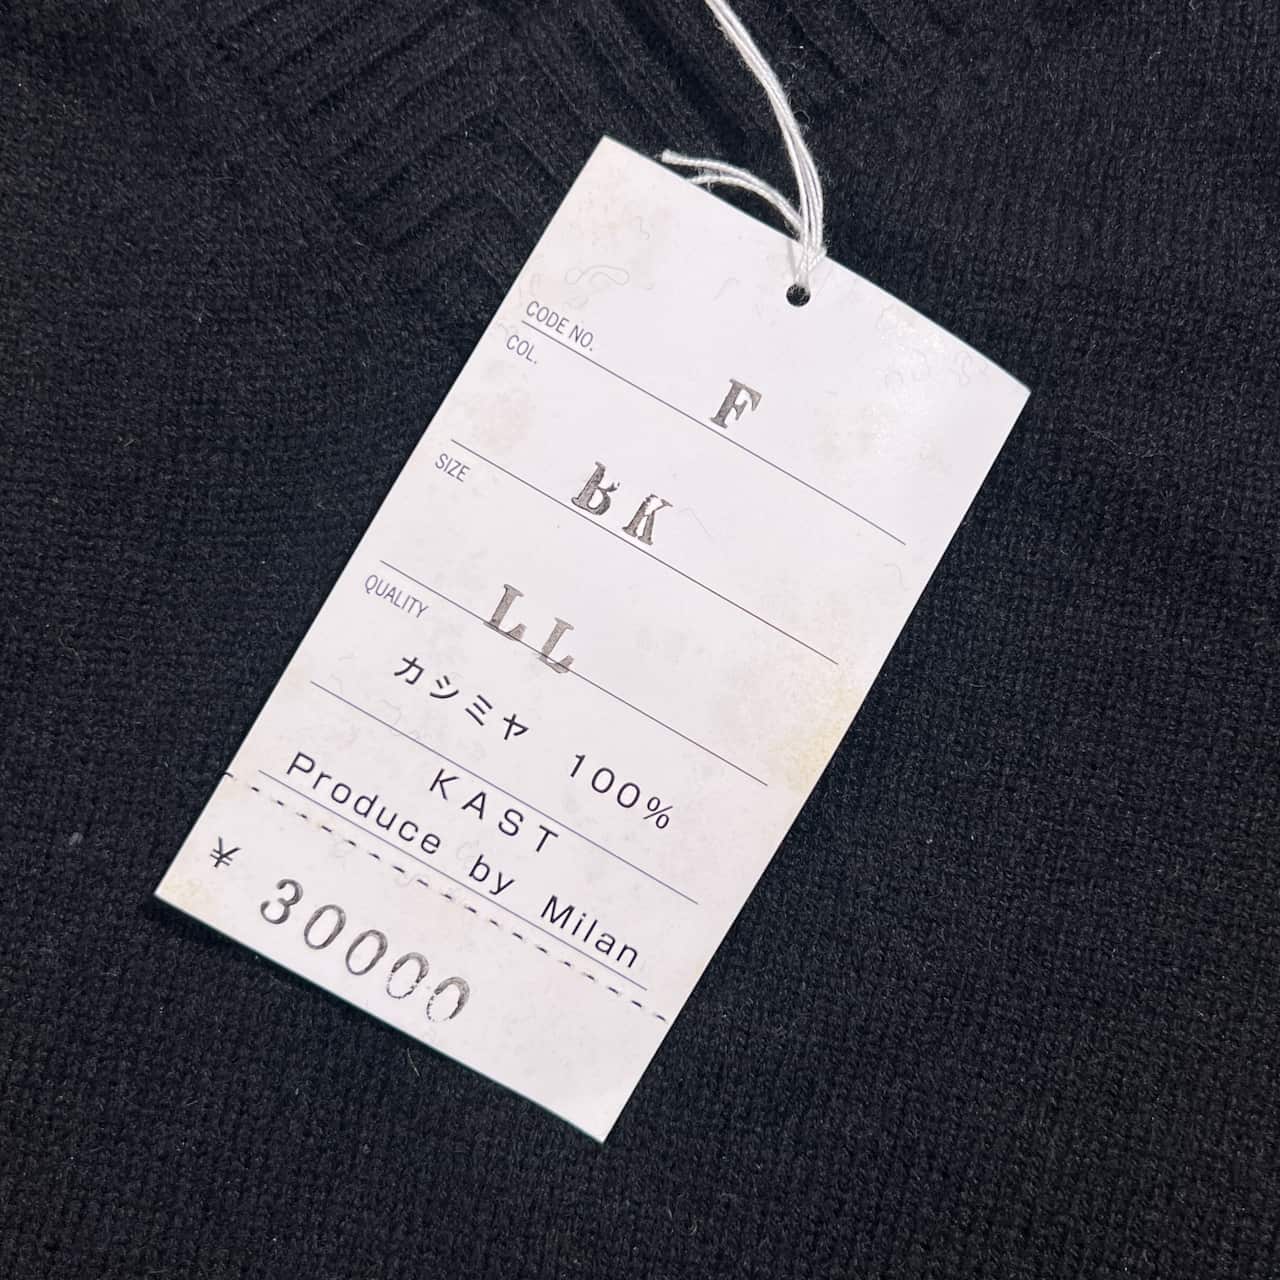 CODE NO.
F
COL.
BK
SIZE
LL
QUALITY
カシミヤ 100%
KAST
Produce by Milan
¥ 30000